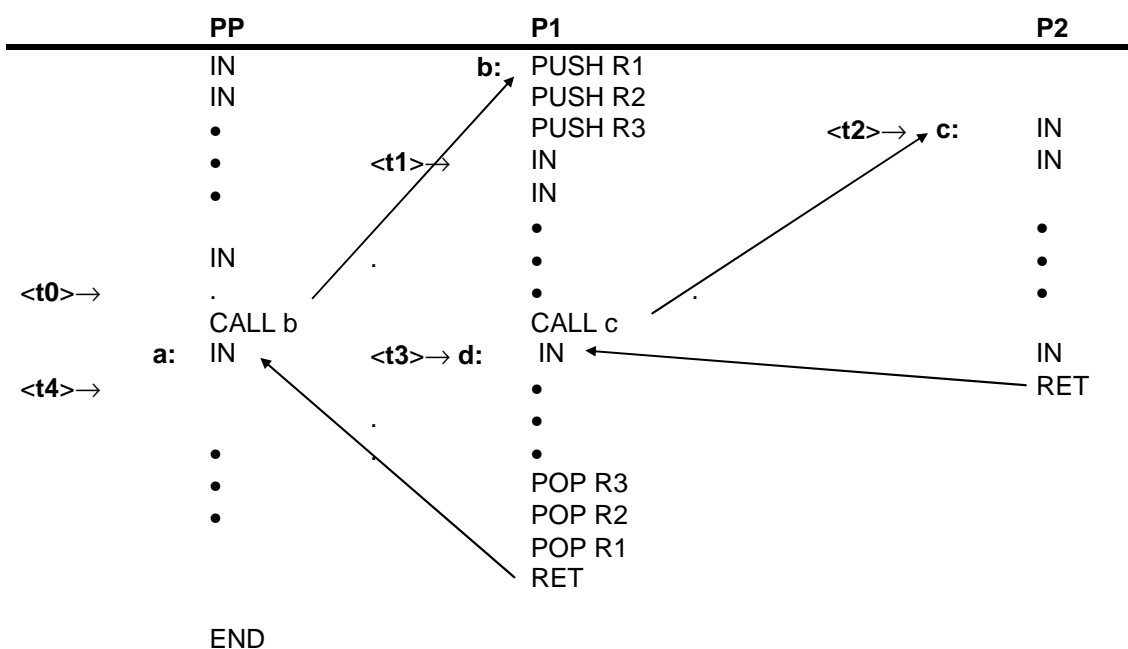 PP P1 P2
IN b: PUSH R1
IN PUSH R2
• PUSH R3 <t2>→ c: IN
• <t1>→ IN IN
• IN
• •
IN . • •
<t0>→ . • . •
CALL b CALL c
a: IN <t3>→ d: IN IN
<t4>→ • RET
. •
• . •
• POP R3
• POP R2
POP R1
RET
END